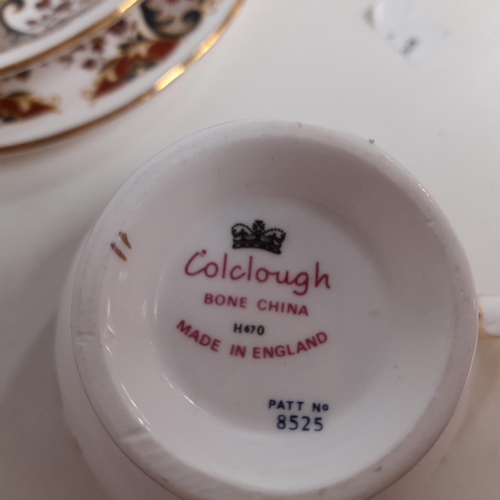 Colclough
BONE CHINA
H670
MADE IN ENGLAND
PATT No
8525